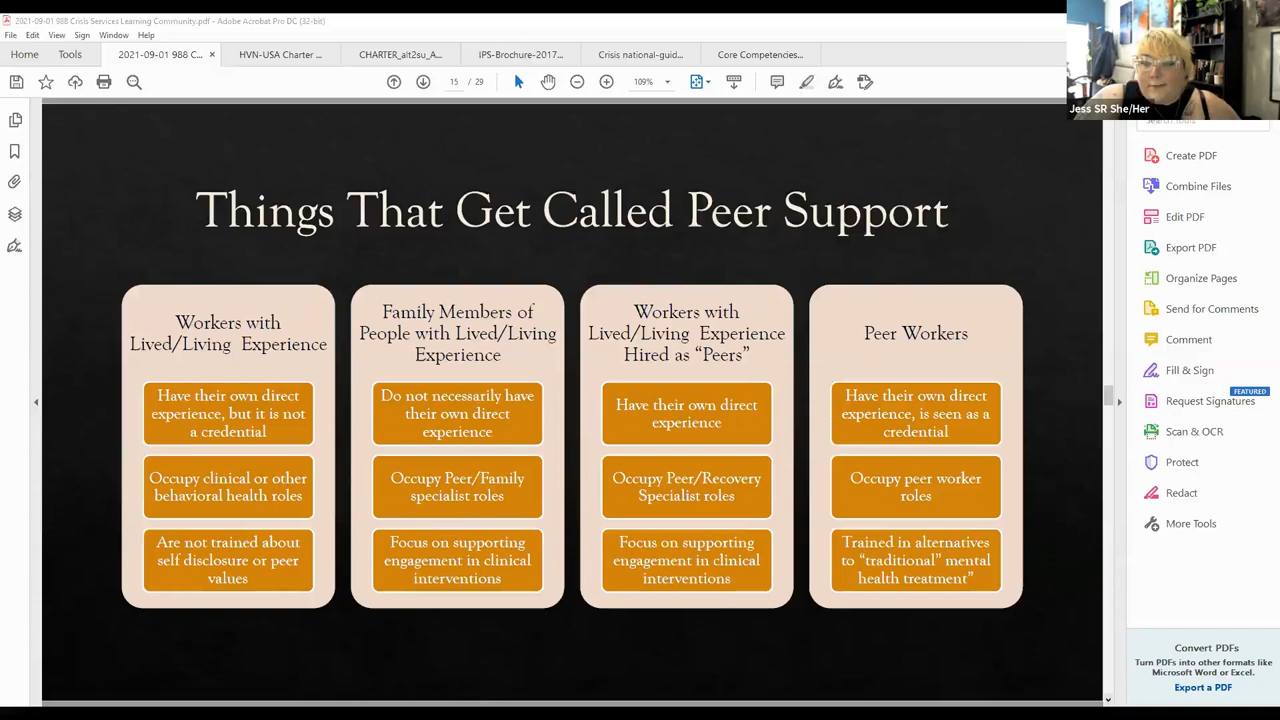 2021-09-01 988 Crisis Services Learning Community.pdf - Adobe Acrobat Pro DC (32-bit)
File Edit View Sign Window Help
Home Tools 2021-09-01 988 C... × HVN-USA Charter ... CHARTER_alt2su_A... IPS-Brochure-2017... Crisis national-guid... Core Competencies...
15 / 29 109%
Jess SR She/Her
Search tools
Things That Get Called Peer Support
Workers with
Lived/Living Experience
Have their own direct
experience, but it is not
a credential
Occupy clinical or other
behavioral health roles
Are not trained about
self disclosure or peer
values
Family Members of
People with Lived/Living
Experience
Do not necessarily have
their own direct
experience
Occupy Peer/Family
specialist roles
Focus on supporting
engagement in clinical
interventions
Workers with
Lived/Living Experience
Hired as “Peers”
Have their own direct
experience
Occupy Peer/Recovery
Specialist roles
Focus on supporting
engagement in clinical
interventions
Peer Workers
Have their own direct
experience, is seen as a
credential
Occupy peer worker
roles
Trained in alternatives
to “traditional” mental
health treatment”
Create PDF
Combine Files
Edit PDF
Export PDF
Organize Pages
Send for Comments
Comment
Fill & Sign
FEATURED
Request Signatures
Scan & OCR
Protect
Redact
More Tools
Convert PDFs
Turn PDFs into other formats like
Microsoft Word or Excel.
Export a PDF